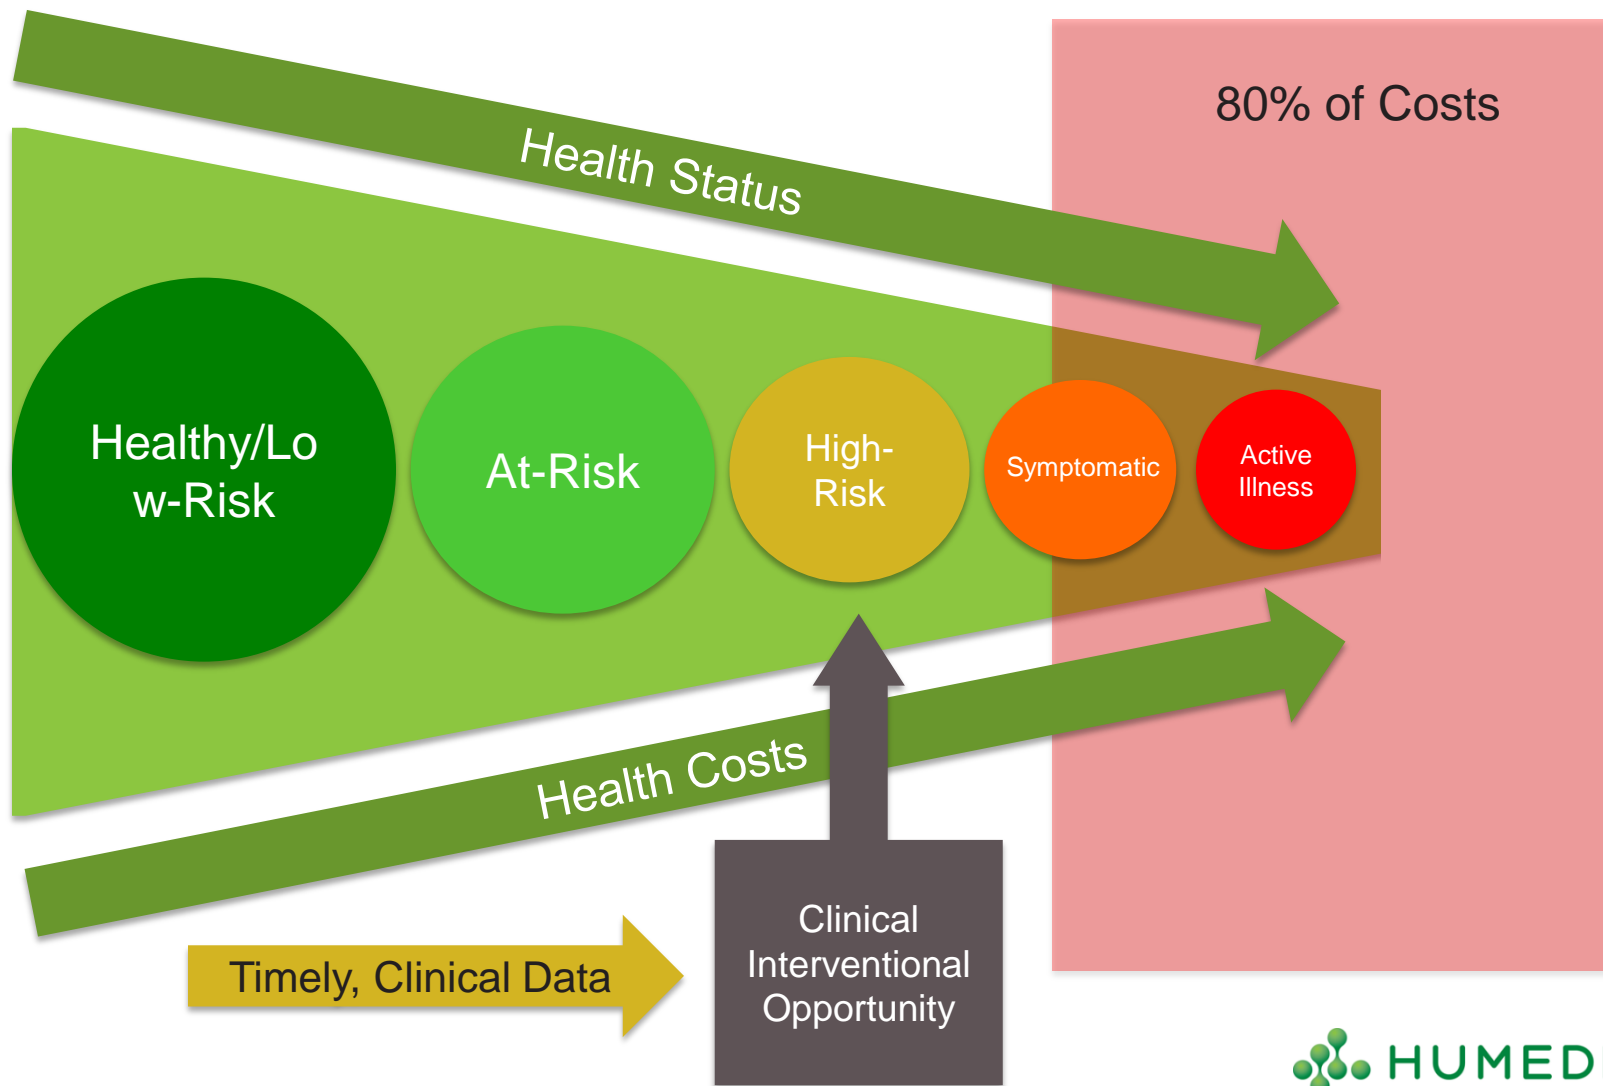 80% of Costs
Health Status
Healthy/Lo
w-Risk
At-Risk
High-
Risk
Symptomatic
Active
Illness
Health Costs
Timely, Clinical Data
Clinical
Interventional
Opportunity
HUMED